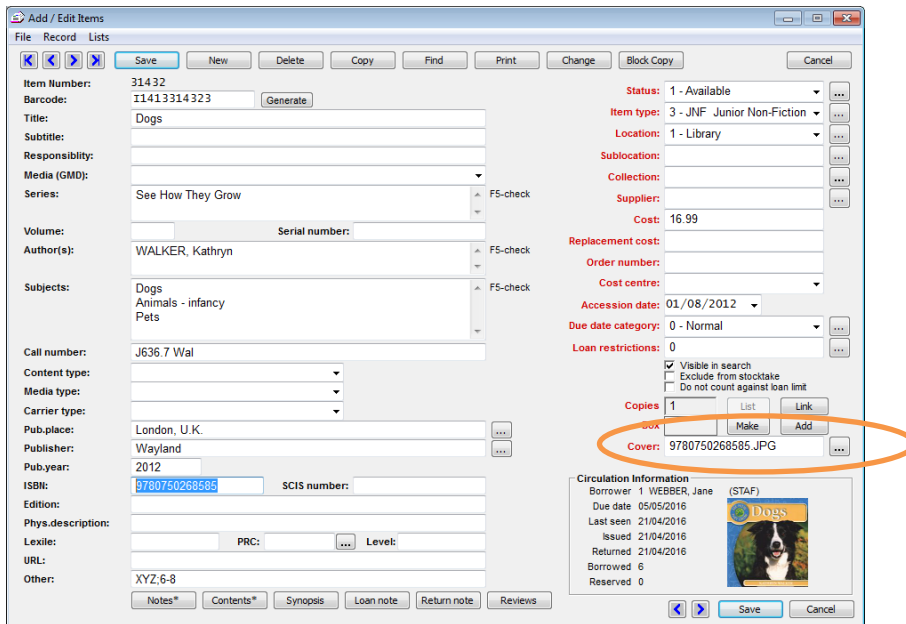 Add / Edit Items
File Record Lists
Save New Delete Copy Find Print Change Block Copy Cancel
Item Number: 31432
Barcode: I1413314323 Generate
Title: Dogs
Subtitle:
Responsiblity:
Media (GMD):
Series: See How They Grow F5-check
Volume: Serial number:
Author(s): WALKER, Kathryn F5-check
Subjects: Dogs F5-check
Animals - infancy
Pets
Call number: J636.7 Wal
Content type:
Media type:
Carrier type:
Pub.place: London, U.K. ...
Publisher: Wayland ...
Pub.year: 2012
ISBN: 9780750268585 SCIS number:
Edition:
Phys.description:
Lexile: PRC: ... Level:
URL:
Other: XYZ;6-8
Notes* Contents* Synopsis Loan note Return note Reviews
Status: 1 - Available ...
Item type: 3 - JNF Junior Non-Fiction ...
Location: 1 - Library ...
Sublocation: ...
Collection: ...
Supplier: ...
Cost: 16.99
Replacement cost:
Order number:
Cost centre:
Accession date: 01/08/2012
Due date category: 0 - Normal ...
Loan restrictions: 0 ...
Visible in search
Exclude from stocktake
Do not count against loan limit
Copies 1 List Link
Box Make Add
Cover: 9780750268585.JPG ...
Circulation Information
Borrower 1 WEBBER, Jane (STAF)
Due date 05/05/2016
Last seen 21/04/2016
Issued 21/04/2016
Returned 21/04/2016
Borrowed 6
Reserved 0
Dogs
Save Cancel